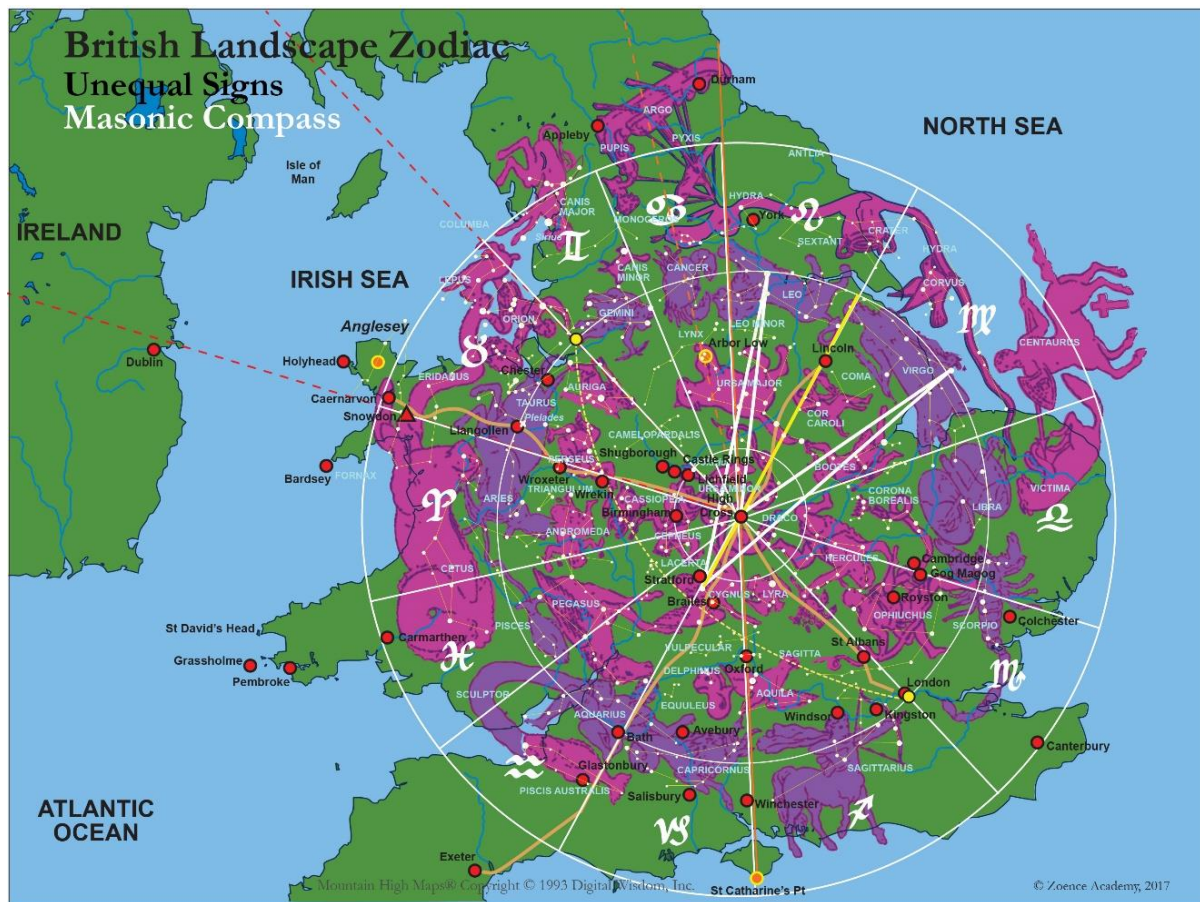 British Landscape Zodiac
Unequal Signs
Masonic Compass
NORTH SEA
Durham
ARGO
Appleby
PUPIS
PYXIS
ANTLIA
Isle of
Man
CANIS
MAJOR
Sirius
♊
MONOCEROS
♋
HYDRA
York
♌
SEXTANT
CRATER
HYDRA
CORVUS
♍
CENTAURUS
COLUMBA
IRELAND
IRISH SEA
LEPUS
ORION
CANIS
MINOR
CANCER
LEO
GEMINI
LEO MINOR
LYNX
Arbor Low
Lincoln
COMA
VIRGO
Anglesey
Holyhead
Dublin
♉
Chester
ERIDANUS
Caernarvon
Snowdon
TAURUS
Pleiades
AURIGA
URSA MAJOR
COR
CAROLI
Llangollen
CAMELOPARDALIS
Shugborough
Castle Rings
Lichfield
BOOTES
Bardsey
FORNAX
PERSEUS
Wroxeter
Wrekin
TRIANGULUM
CASSIOPEIA
URSA MINOR
High
Cross
DRACO
CORONA
BOREALIS
LIBRA
VICTIMA
♎
♈
ARIES
Birmingham
CEPHEUS
ANDROMEDA
CETUS
LACERTA
Stratford
HERCULES
Cambridge
Gog Magog
Royston
Brailes
CYGNUS
LYRA
OPHIUCHUS
SCORPIO
Colchester
PEGASUS
PISCES
St David's Head
Carmarthen
Grassholme
Pembroke
♓
VULPECULAR
Oxford
SAGITTA
St Albans
♏
DELPHINUS
SCULPTOR
AQUILA
London
EQUULEUS
AQUARIUS
Windsor
Kingston
Bath
Avebury
Canterbury
♒
Glastonbury
PISCIS AUSTRALIS
CAPRICORNUS
SAGITTARIUS
Salisbury
Winchester
♐
♑
ATLANTIC
OCEAN
Exeter
Mountain High Maps® Copyright © 1993 Digital Wisdom, Inc.
St Catharine's Pt
© Zoence Academy, 2017